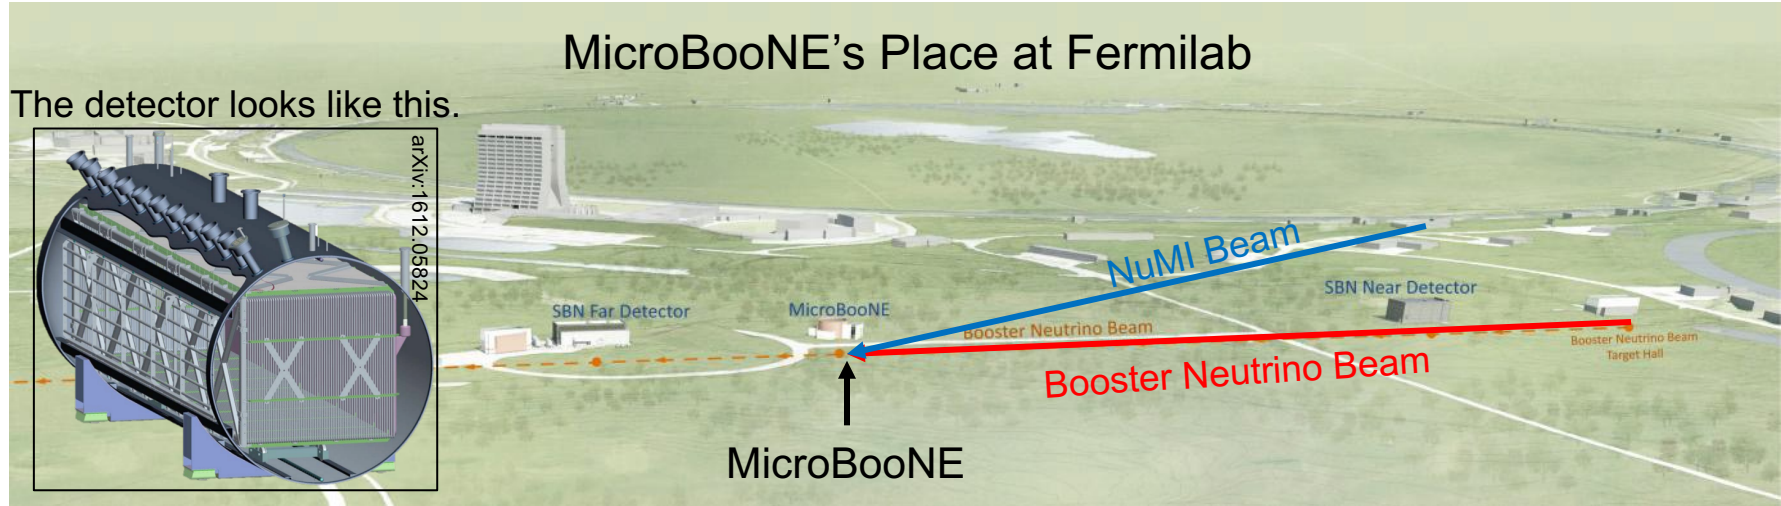 MicroBooNE’s Place at Fermilab
The detector looks like this.
arXiv:1612.05824
NuMI Beam
SBN Near Detector
SBN Far Detector
MicroBooNE
Booster Neutrino Beam
Booster Neutrino Beam
Target Hall
Booster Neutrino Beam
MicroBooNE